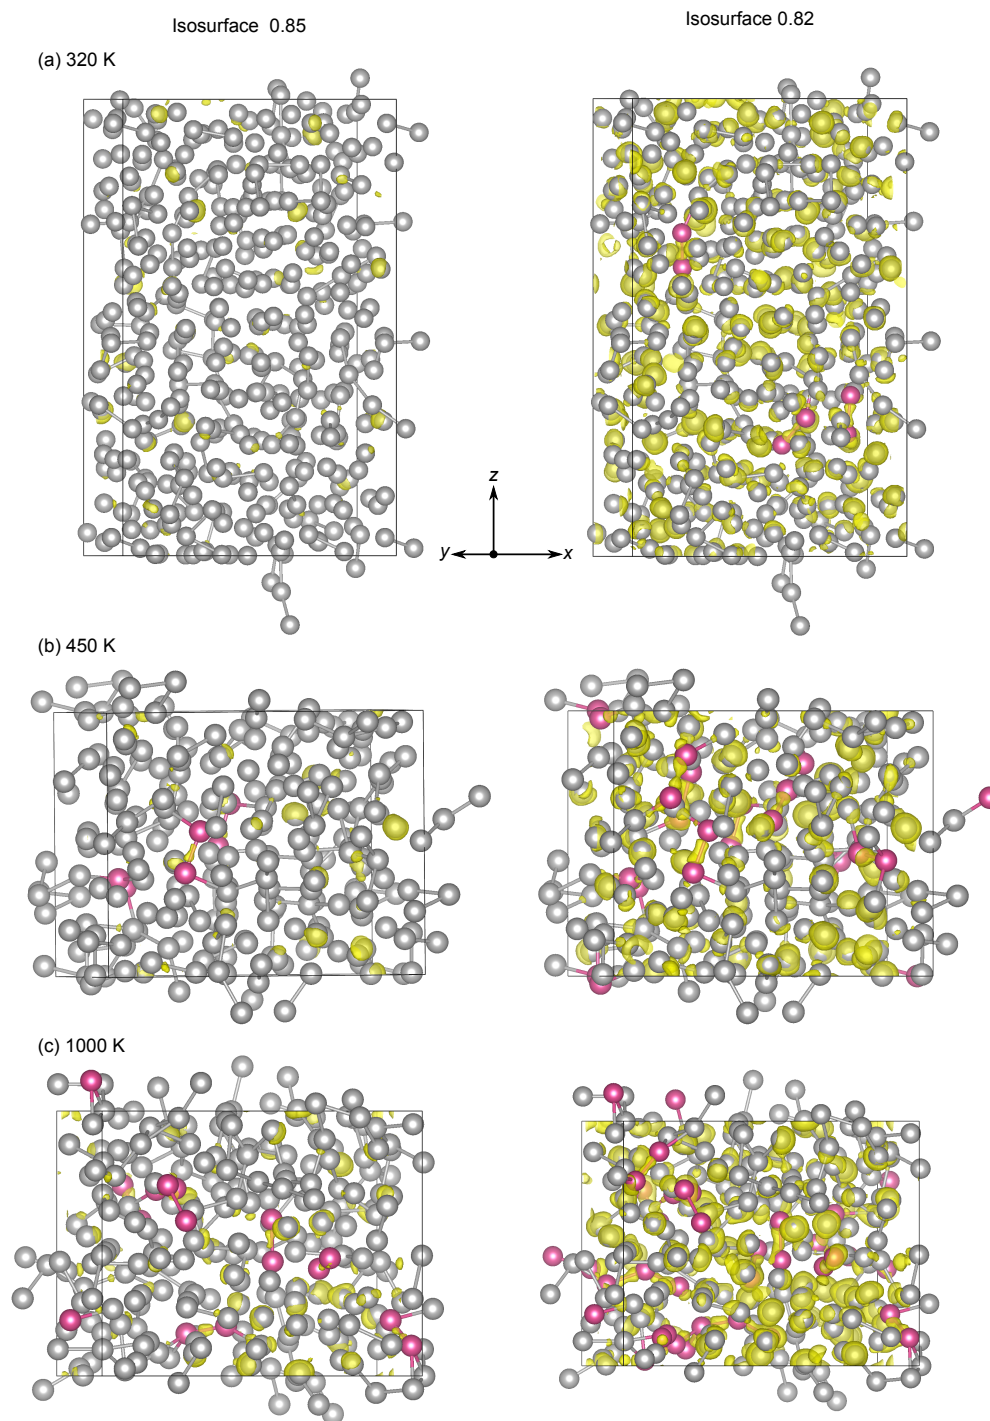 Isosurface 0.85
Isosurface 0.82
(a) 320 K
z
y
x
(b) 450 K
(c) 1000 K